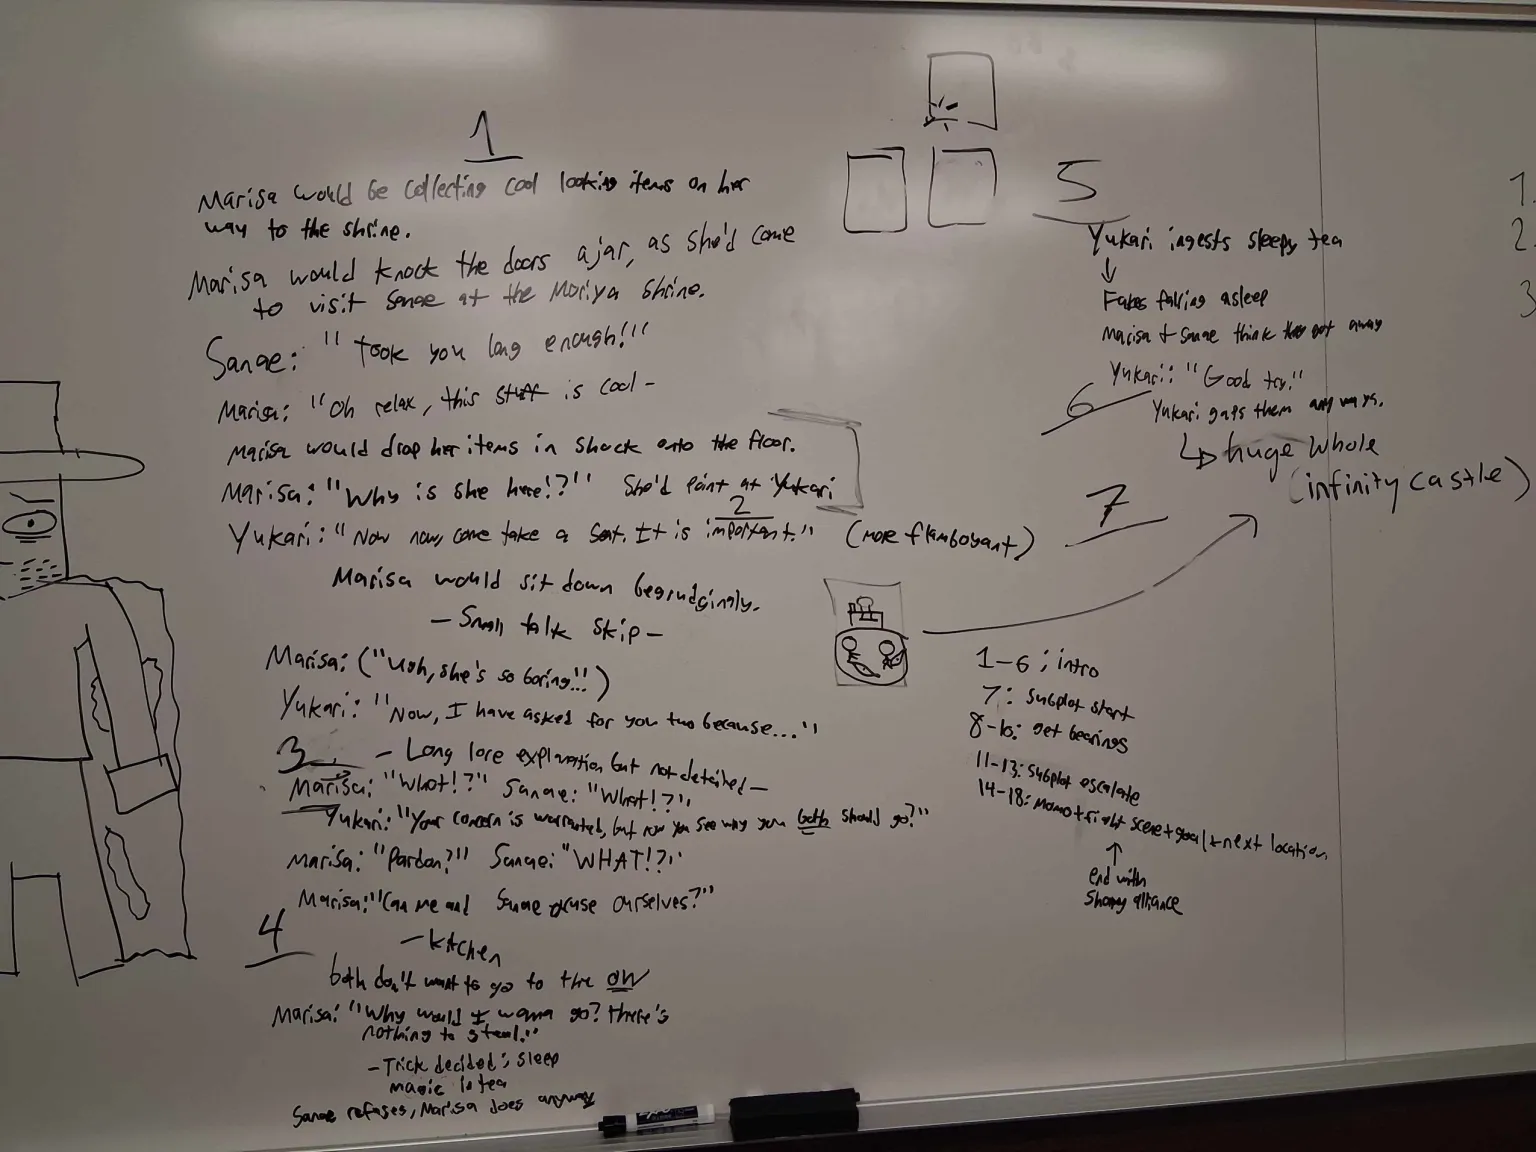 1
Marisa would be collecting cool looking items on her
way to the shrine.
Marisa would knock the doors ajar, as she'd come
to visit Sanae at the Moriya shrine.
Sanae: "Took you long enough!"
Marisa: "Oh relax, this stuff is cool -
Marisa would drop her items in shock onto the floor.
Marisa: "Why is she here!?" She'd point at Yukari
2
Yukari: "Now now, come take a seat. It is important." (more flamboyant)
Marisa would sit down begrudgingly.
- Small talk skip -
Marisa: ("Ugh, she's so boring!!")
Yukari: "Now, I have asked for you two because..."
3
- Long lore explanation but not detailed -
Marisa: "What!?" Sanae: "What!?"
Yukari: "Your concern is warranted, but now you see why you both should go?"
Marisa: "Pardon?" Sanae: "WHAT!?"
Marisa: "Can me and Sanae excuse ourselves?"
4
- Kitchen
both don't want to go to the OW
Marisa: "Why would I wanna go? There's
nothing to steal."
- Trick decided; sleep
magic in tea
Sanae refuses, Marisa does anyway
5
Yukari ingests sleepy tea
↓
Fakes falling asleep
Marisa + Sanae think they got away
Yukari: "Good try."
6
Yukari gaps them anyways.
↳ huge whole
(infinity castle)
7
1-6: intro
7: Subplot start
8-10: get bearings
11-13: subplot escalate
14-18: Momo + fight scene + goal + next location
↑
end with
Shaky alliance
1.
2.
3